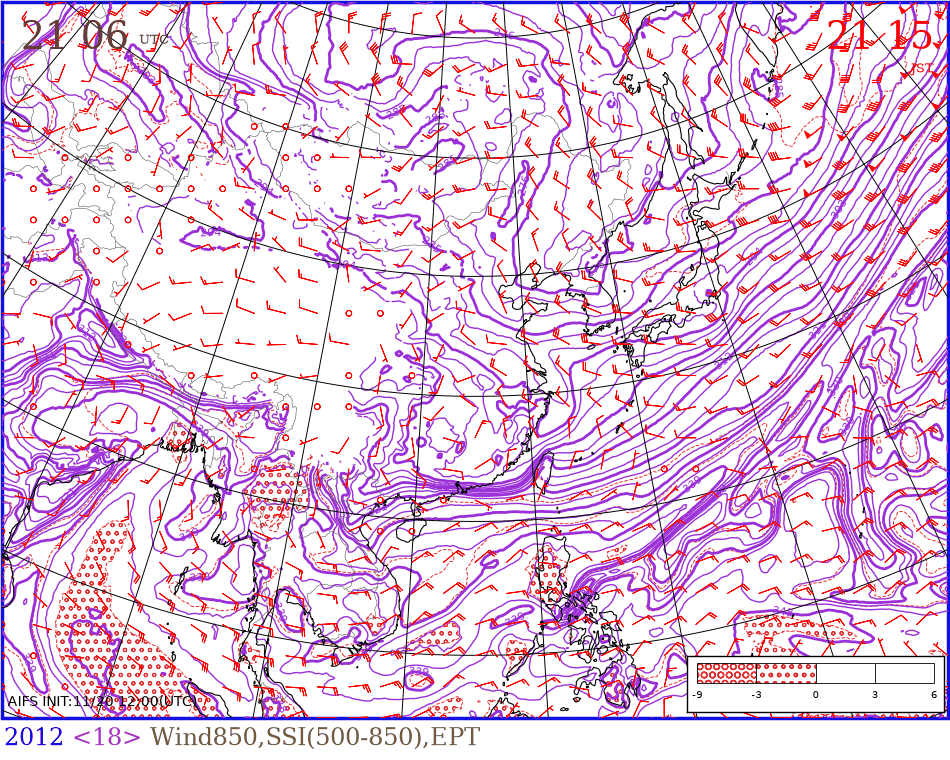 21 06 UTC
21 15 JST
-9 -3 0 3 6
AIFS INIT:11/20 12:00(UTC)
2012 <18> Wind850,SSI(500-850),EPT